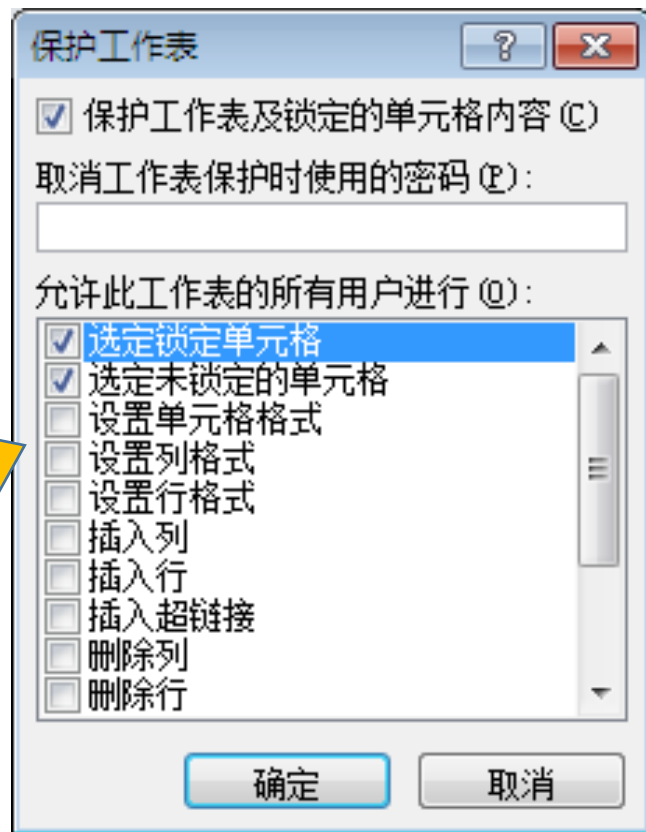 保护工作表
保护工作表及锁定的单元格内容(C)
取消工作表保护时使用的密码(P):
允许此工作表的所有用户进行(O):
选定锁定单元格
选定未锁定的单元格
设置单元格格式
设置列格式
设置行格式
插入列
插入行
插入超链接
删除列
删除行
确定 取消